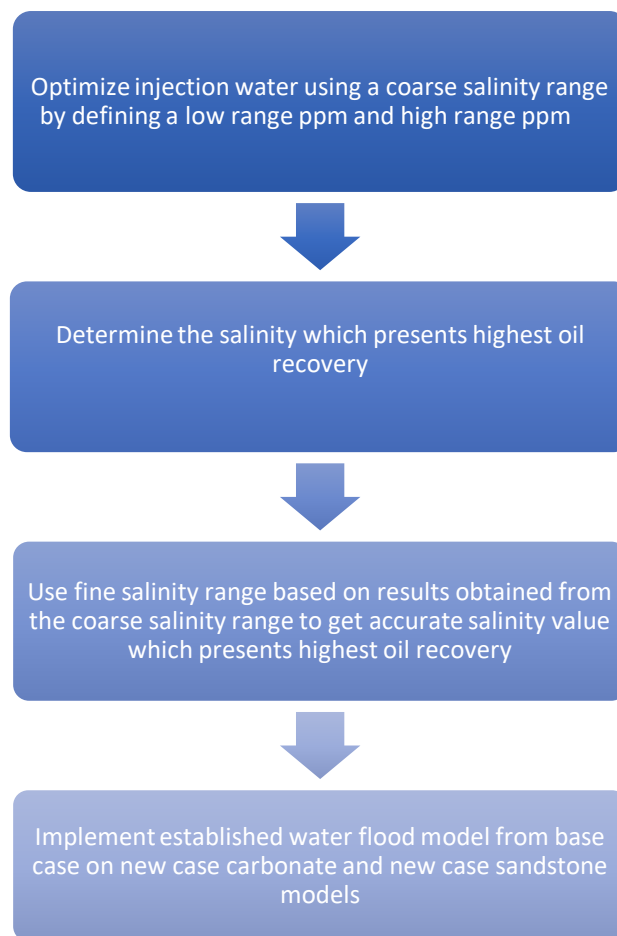 Optimize injection water using a coarse salinity range
by defining a low range ppm and high range ppm
Determine the salinity which presents highest oil
recovery
Use fine salinity range based on results obtained from
the coarse salinity range to get accurate salinity value
which presents highest oil recovery
Implement established water flood model from base
case on new case carbonate and new case sandstone
models